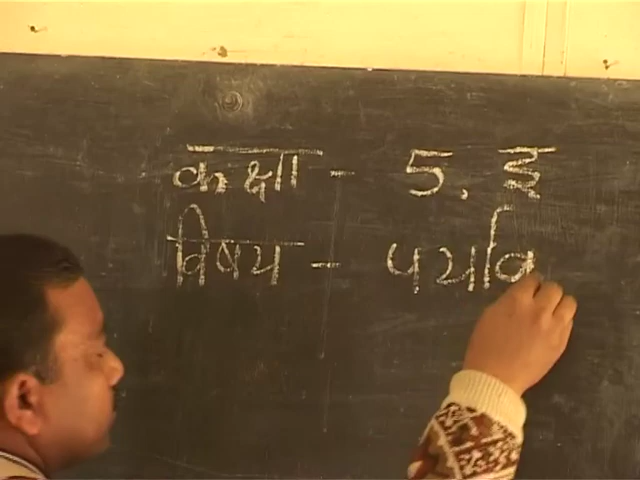 कक्षा - 5, इ
विषय - पर्याव